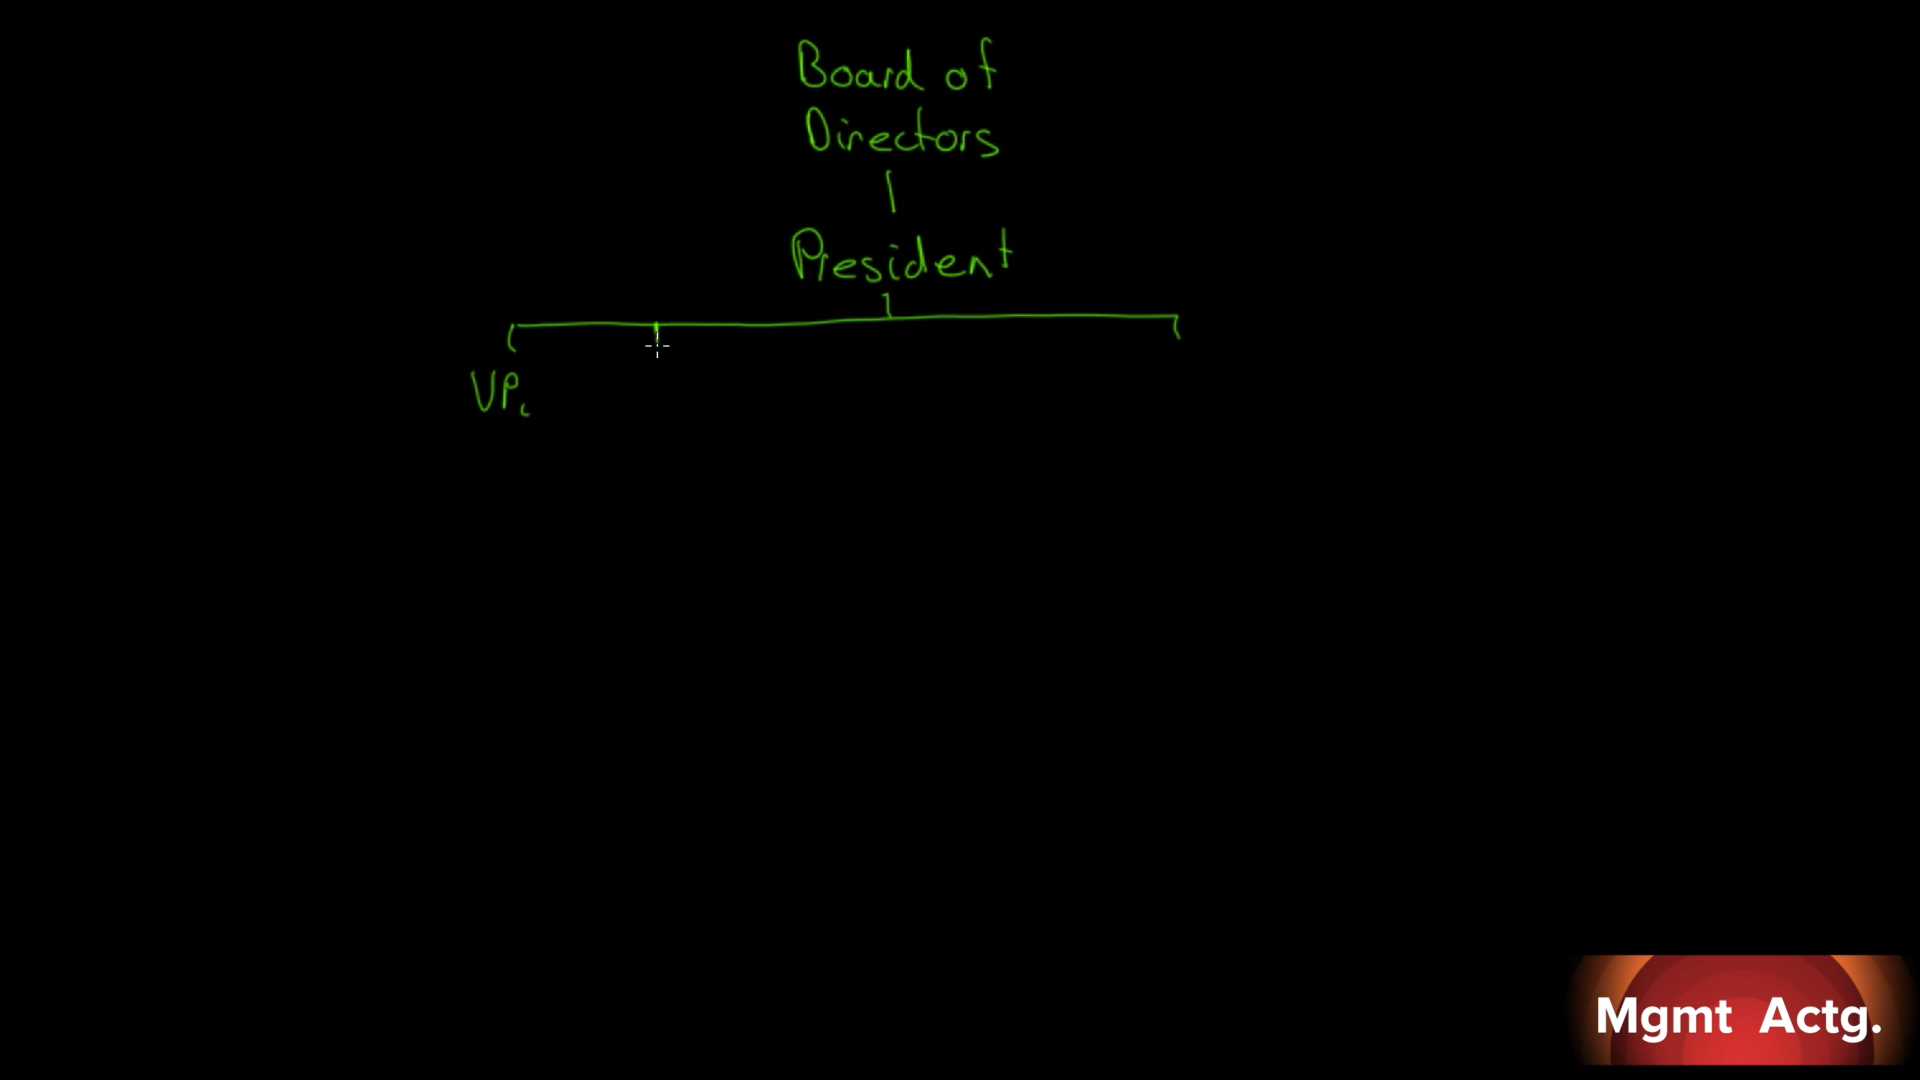 Board of
Directors
President
VP.
Mgmt Actg.